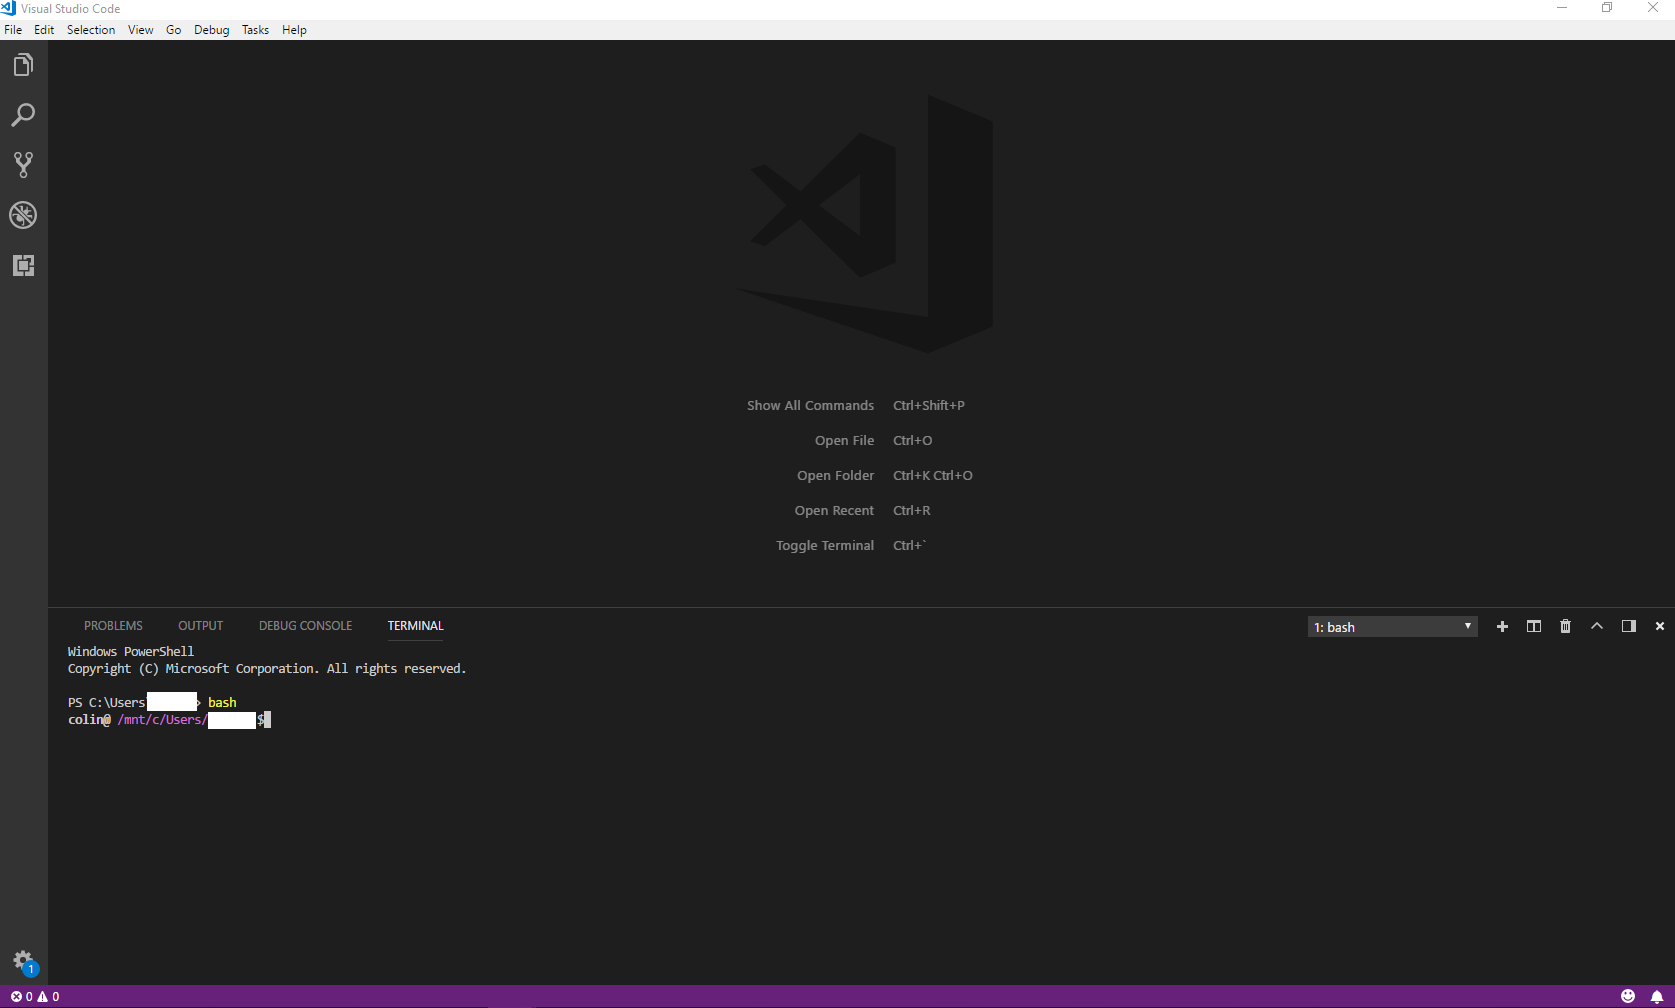 Visual Studio Code
File Edit Selection View Go Debug Tasks Help
Show All Commands Ctrl+Shift+P
Open File Ctrl+O
Open Folder Ctrl+K Ctrl+O
Open Recent Ctrl+R
Toggle Terminal Ctrl+`
PROBLEMS OUTPUT DEBUG CONSOLE TERMINAL 1: bash
Windows PowerShell
Copyright (C) Microsoft Corporation. All rights reserved.
PS C:\Users > bash
colin@ /mnt/c/Users/ $
1
0 0